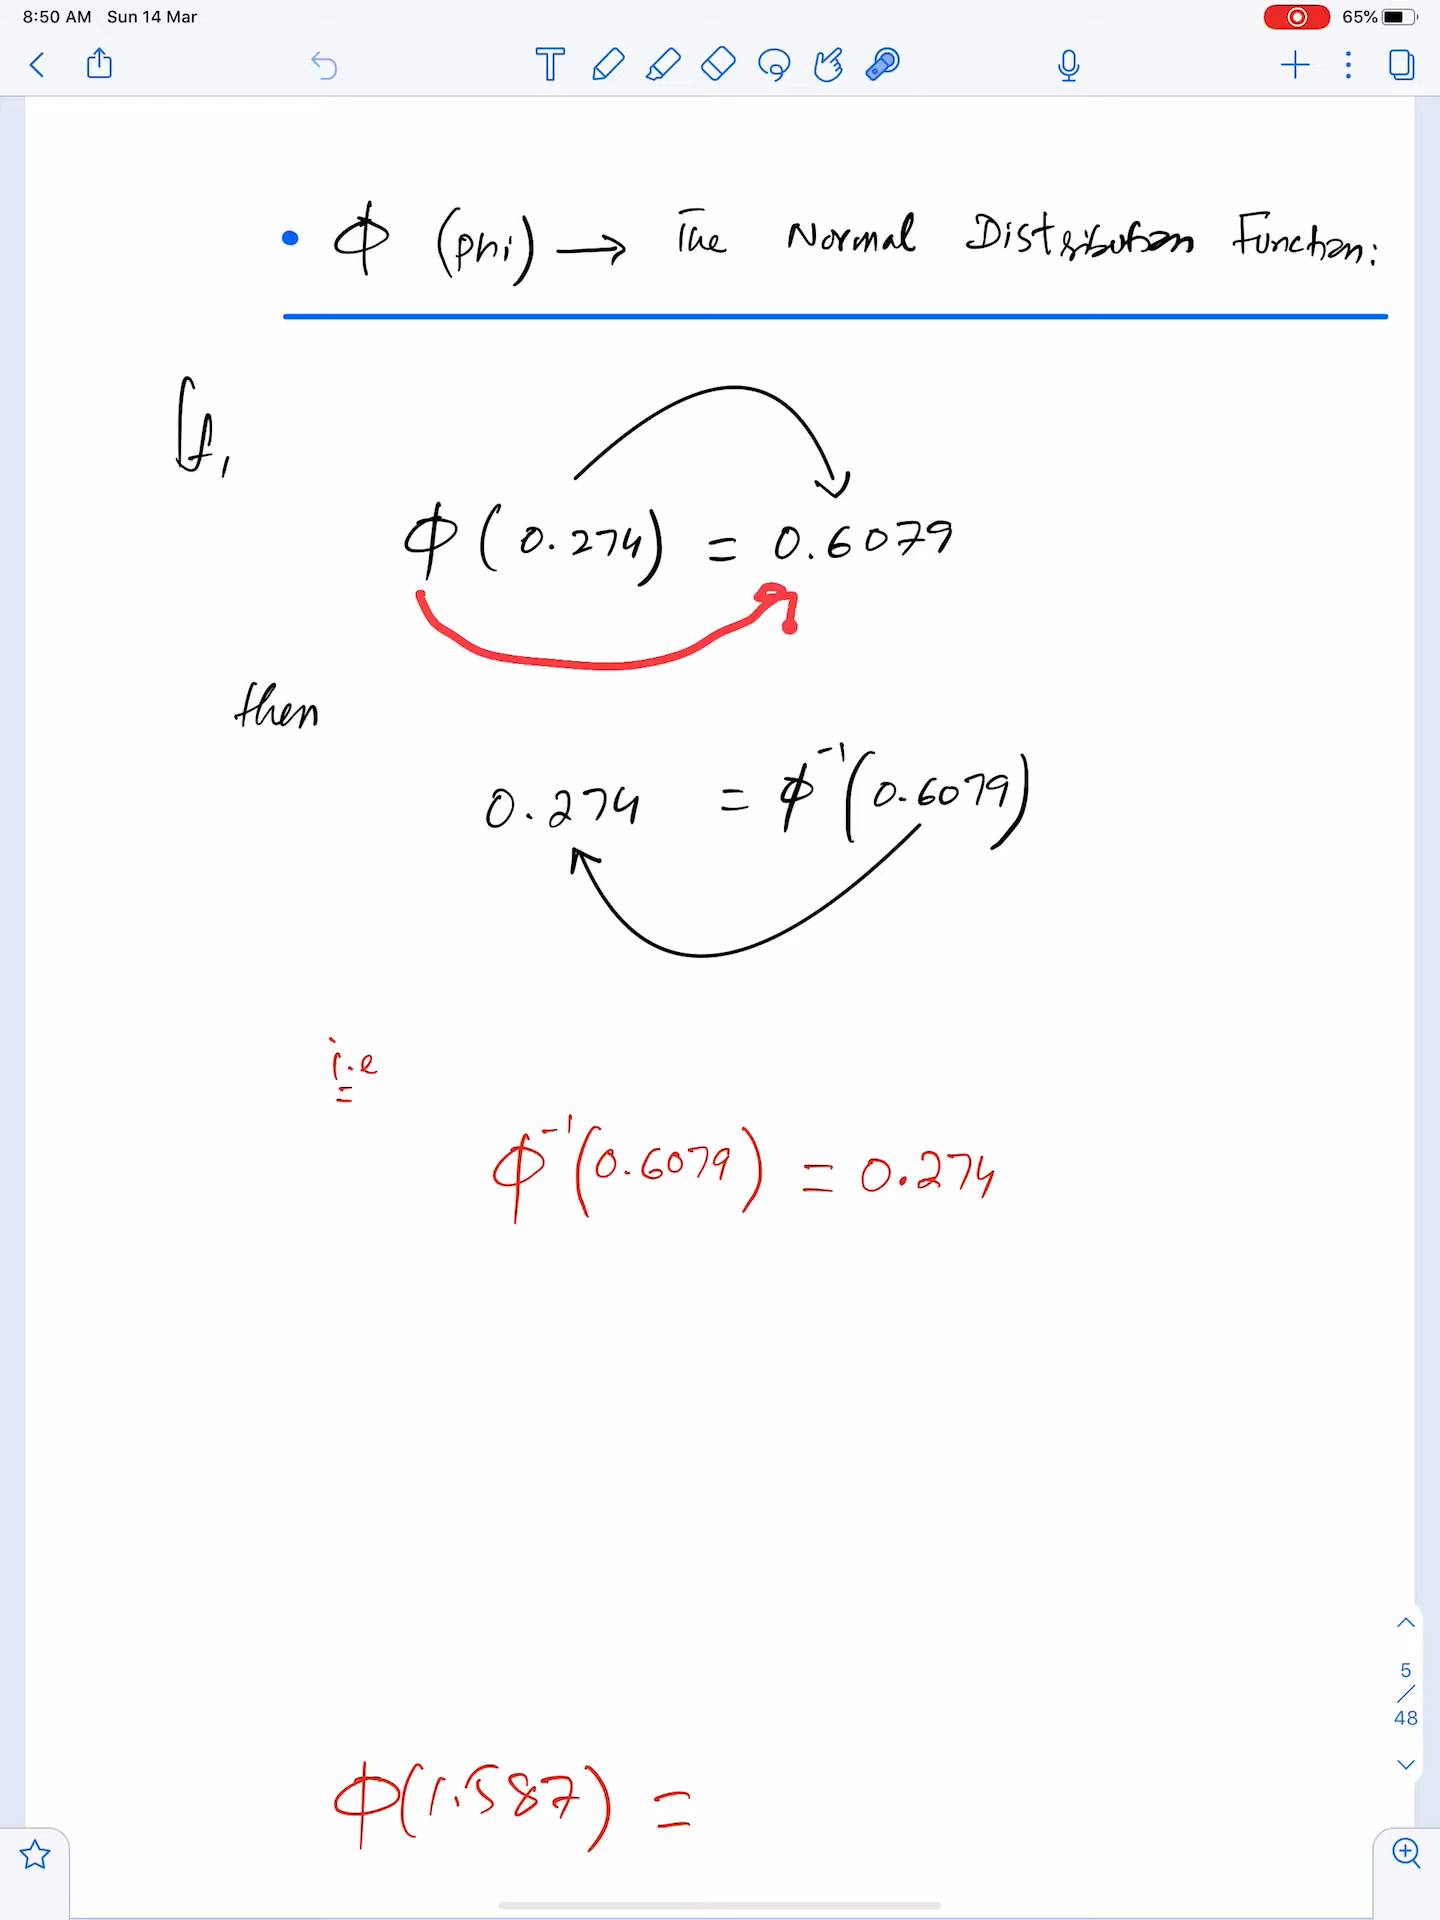 8:50 AM Sun 14 Mar 65%
• Φ (phi) → The Normal Distribution Function:
If,
Φ(0.274) = 0.6079
then
0.274 = Φ⁻¹(0.6079)
i.e
Φ⁻¹(0.6079) = 0.274
5
/
48
Φ(1.587) =